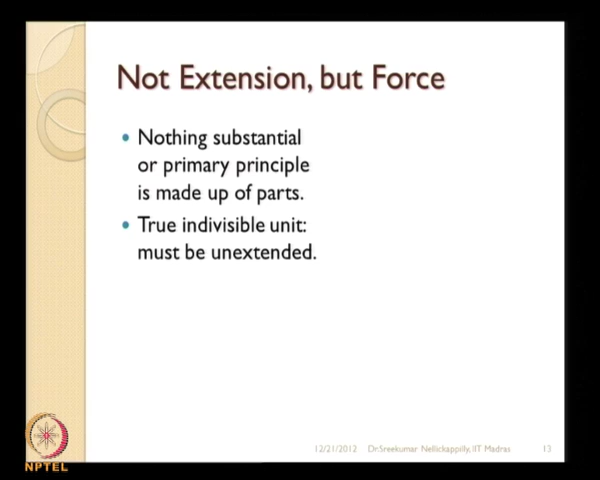 Not Extension, but Force
• Nothing substantial
or primary principle
is made up of parts.
• True indivisible unit:
must be unextended.
12/21/2012 Dr.Sreekumar Nellickappilly, IIT Madras 13
NPTEL